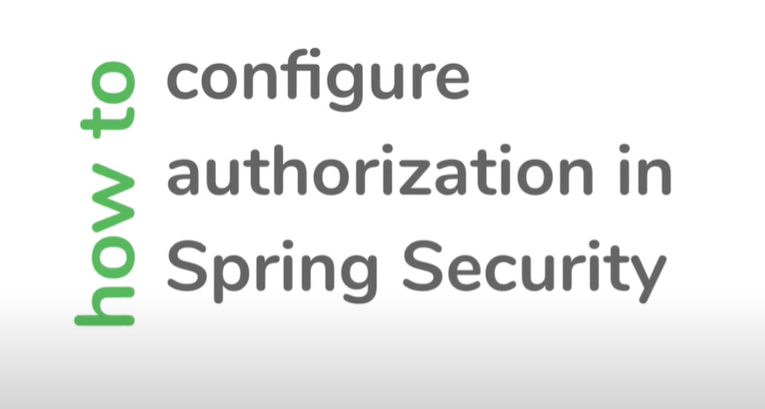 how to
configure
authorization in
Spring Security